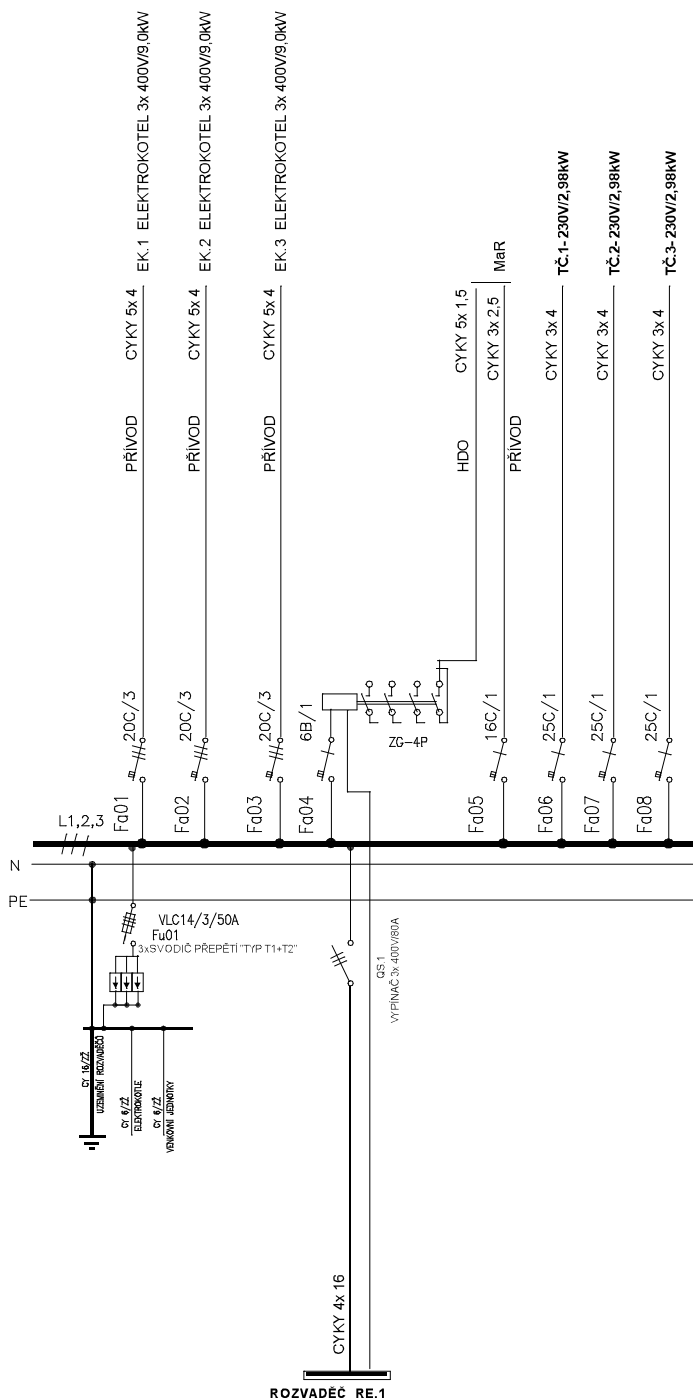 EK.1 ELEKTROKOTEL 3x 400V/9,0kW
EK.2 ELEKTROKOTEL 3x 400V/9,0kW
EK.3 ELEKTROKOTEL 3x 400V/9,0kW
MaR
TČ.1- 230V/2,98kW
TČ.2- 230V/2,98kW
TČ.3- 230V/2,98kW
CYKY 5x 4
CYKY 5x 4
CYKY 5x 4
CYKY 5x 1,5
CYKY 3x 2,5
CYKY 3x 4
CYKY 3x 4
CYKY 3x 4
PŘÍVOD
PŘÍVOD
PŘÍVOD
HDO
PŘÍVOD
20C/3
20C/3
20C/3
6B/1
ZG-4P
16C/1
25C/1
25C/1
25C/1
L1,2,3
Fa01
Fa02
Fa03
Fa04
Fa05
Fa06
Fa07
Fa08
N
PE
VLC14/3/50A
Fu01
3xSVODIČ PŘEPĚTÍ "TYP T1+T2"
QS.1
VYPÍNAČ 3x 400V/80A
CY 16/ZŽ
UZEMNĚNÍ ROZVADĚČŮ
CY 6/ZŽ
ELEKTROKOTLE
CY 6/ZŽ
VENKOVNÍ JEDNOTKY
CYKY 4x 16
ROZVADĚČ RE.1